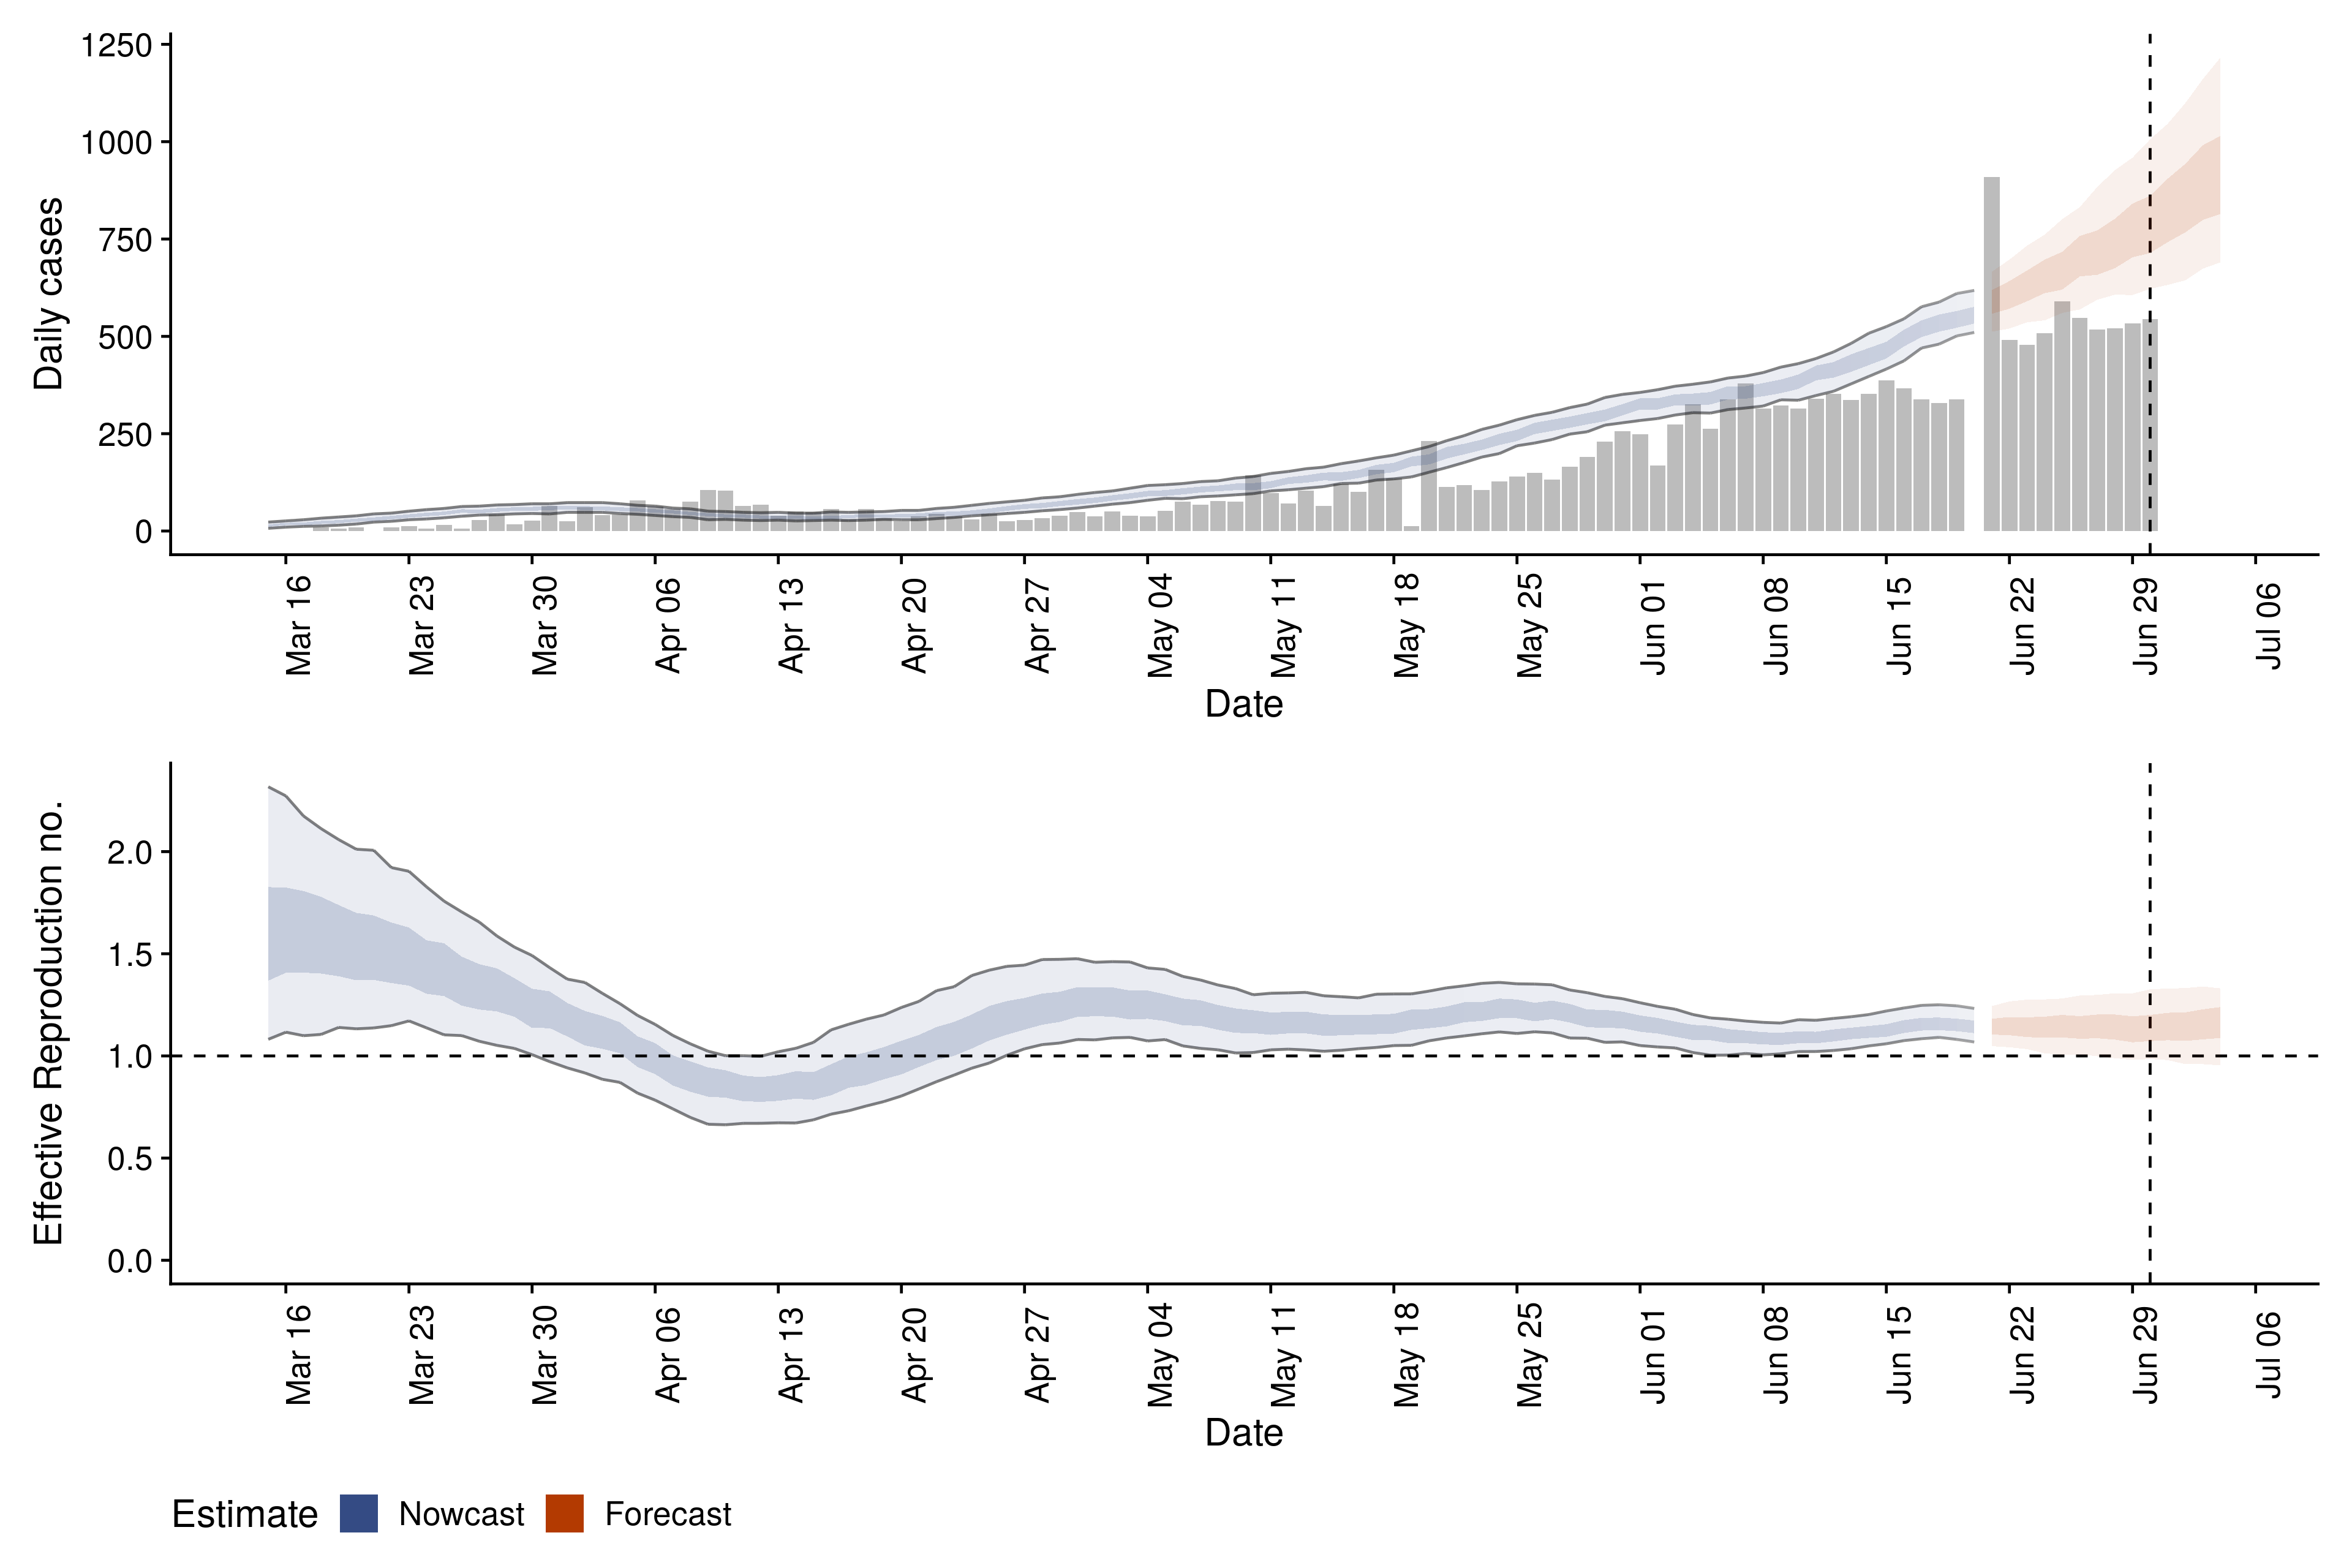 Daily cases
1250
1000
750
500
250
0
Mar 16
Mar 23
Mar 30
Apr 06
Apr 13
Apr 20
Apr 27
May 04
May 11
May 18
May 25
Jun 01
Jun 08
Jun 15
Jun 22
Jun 29
Jul 06
Date
Effective Reproduction no.
2.0
1.5
1.0
0.5
0.0
Mar 16
Mar 23
Mar 30
Apr 06
Apr 13
Apr 20
Apr 27
May 04
May 11
May 18
May 25
Jun 01
Jun 08
Jun 15
Jun 22
Jun 29
Jul 06
Date
Estimate Nowcast Forecast